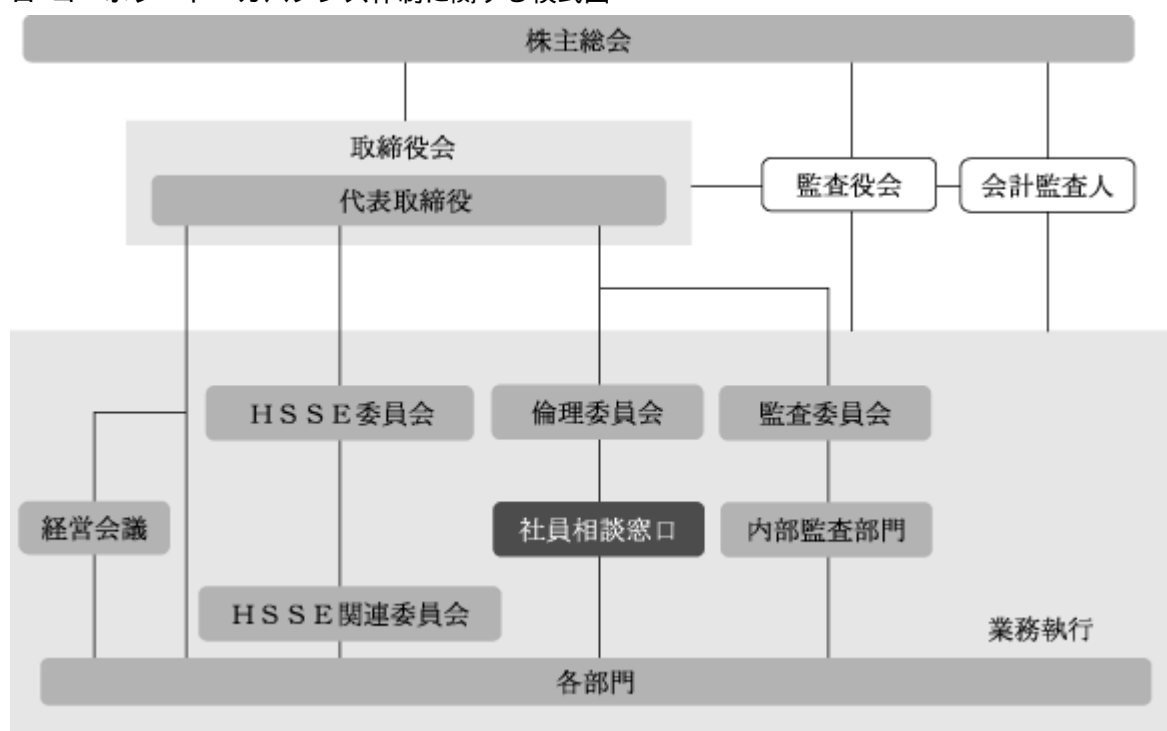 株主総会
取締役会
代表取締役
監査役会
会計監査人
HSSE委員会
倫理委員会
監査委員会
経営会議
社員相談窓口
内部監査部門
HSSE関連委員会
業務執行
各部門